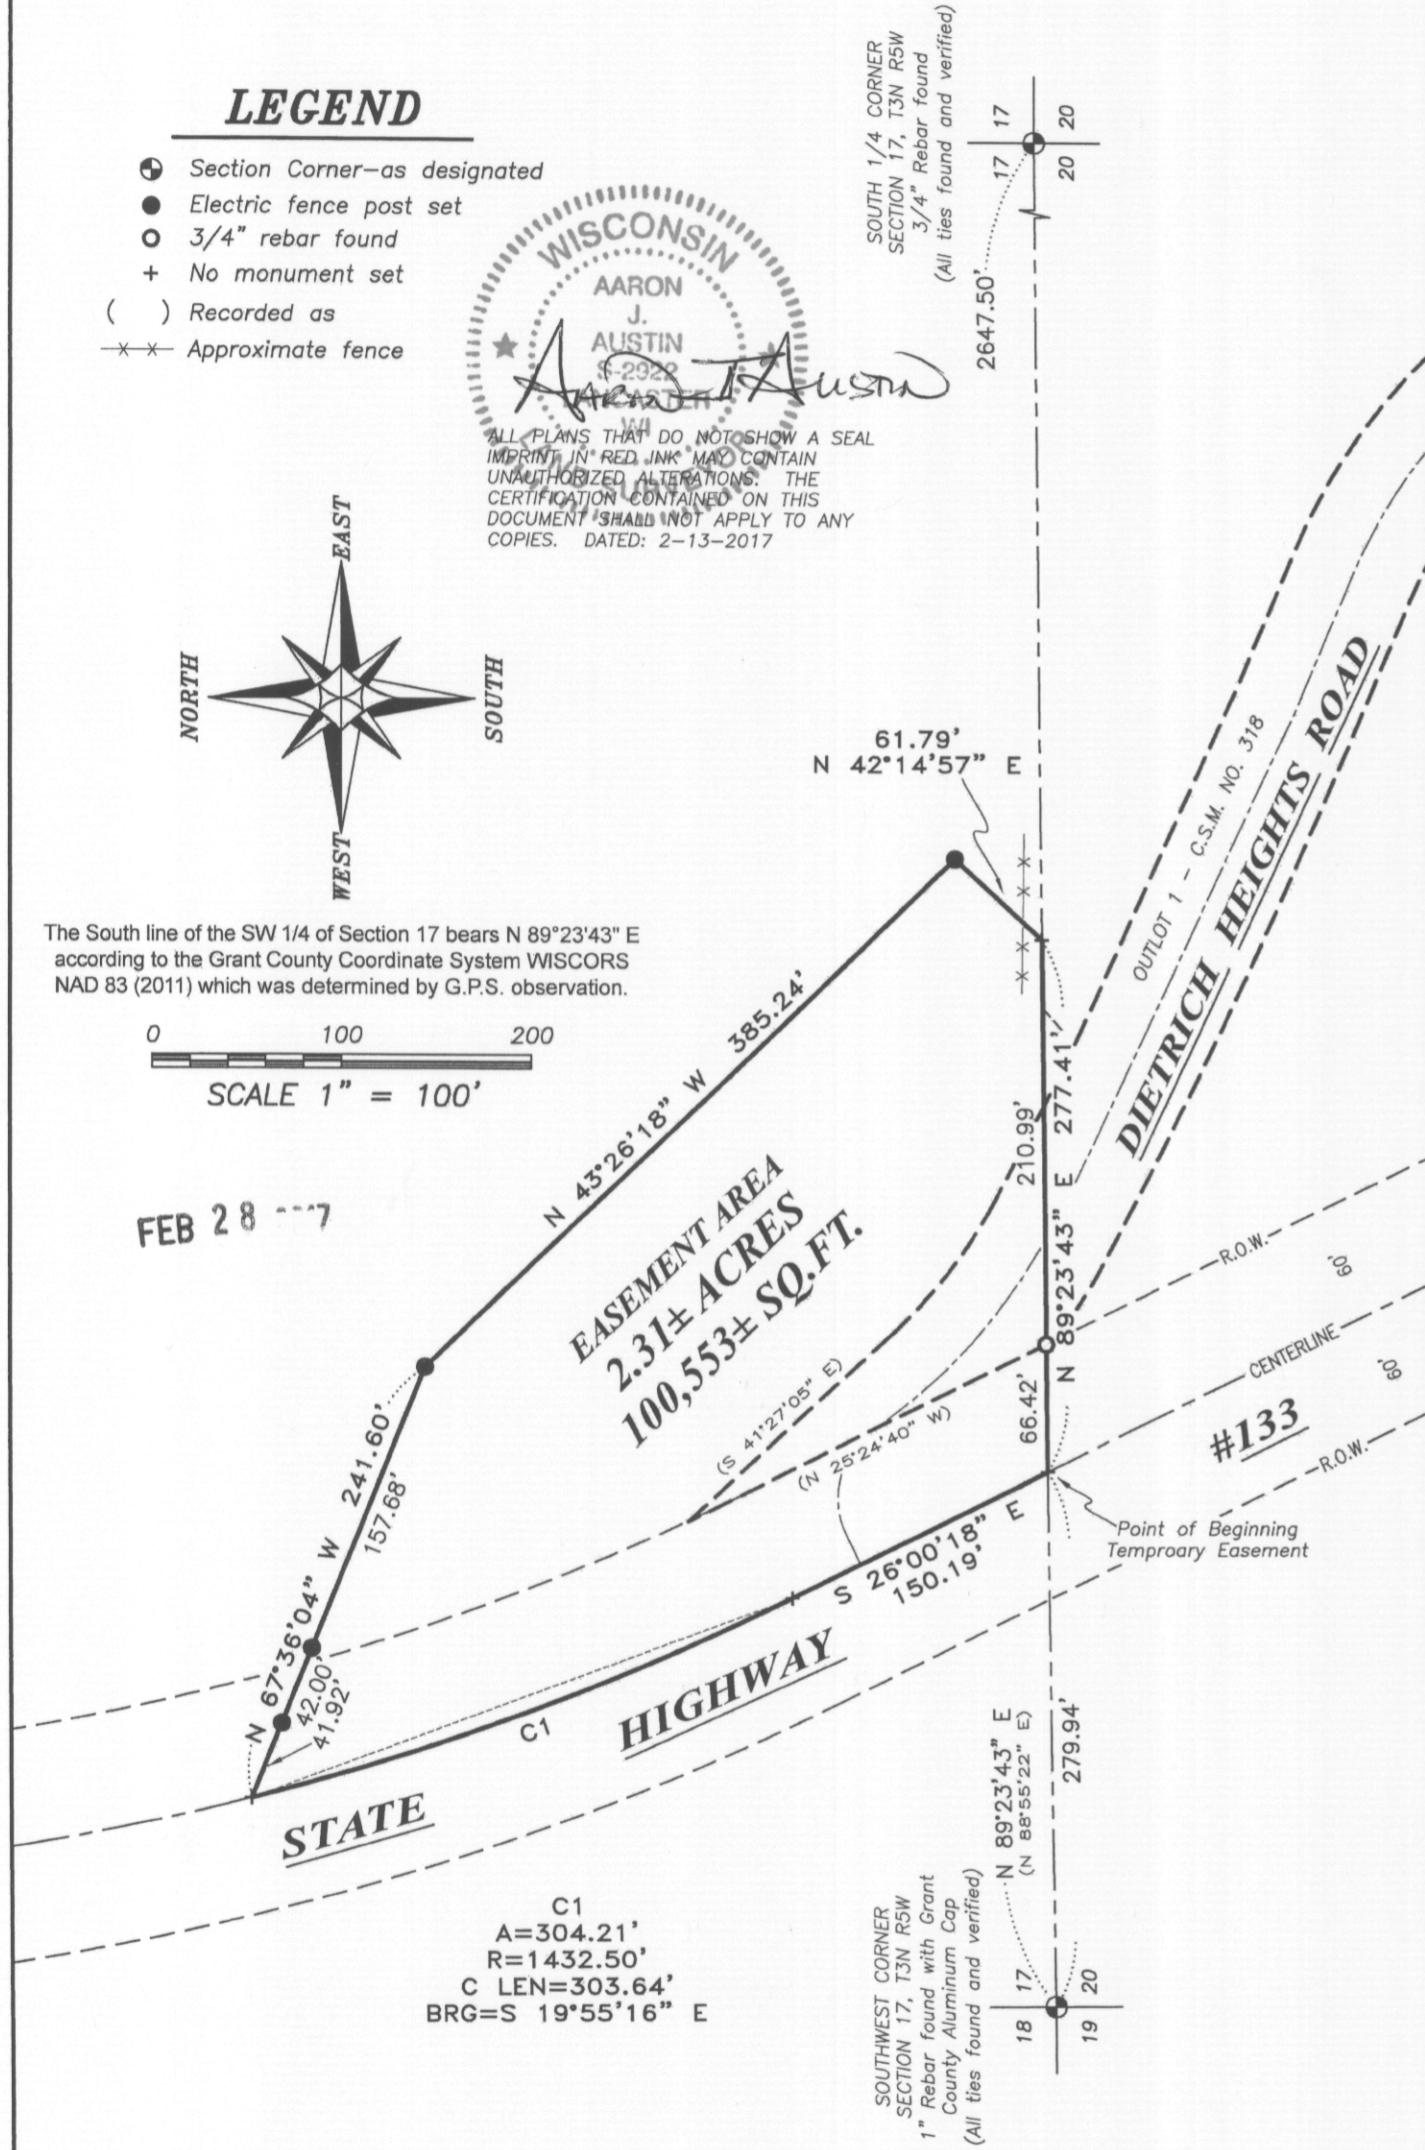 LEGEND
Section Corner-as designated
Electric fence post set
3/4" rebar found
No monument set
( ) Recorded as
Approximate fence
WISCONSIN
AARON
J.
AUSTIN
S-2922
LANCASTER
WI
LAND SURVEYOR
Aaron J Austin
ALL PLANS THAT DO NOT SHOW A SEAL
IMPRINT IN RED INK MAY CONTAIN
UNAUTHORIZED ALTERATIONS. THE
CERTIFICATION CONTAINED ON THIS
DOCUMENT SHALL NOT APPLY TO ANY
COPIES. DATED: 2-13-2017
SOUTH 1/4 CORNER
SECTION 17, T3N R5W
3/4" Rebar found
(All ties found and verified)
17
20
17
20
2647.50'
EAST
NORTH
SOUTH
WEST
The South line of the SW 1/4 of Section 17 bears N 89°23'43" E
according to the Grant County Coordinate System WISCORS
NAD 83 (2011) which was determined by G.P.S. observation.
0 100 200
SCALE 1" = 100'
FEB 28 7
61.79'
N 42°14'57" E
N 43°26'18" W 385.24'
OUTLOT 1 - C.S.M. NO. 318
DIETRICH HEIGHTS ROAD
N 89°23'43" E 277.41'
210.99'
66.42'
EASEMENT AREA
2.31± ACRES
100,553± SQ.FT.
(S 41°27'05" E)
(N 25°24'40" W)
R.O.W.
60'
CENTERLINE
60'
#133
R.O.W.
Point of Beginning
Temproary Easement
S 26°00'18" E
150.19'
N 67°36'04" W 241.60'
157.68'
42.00'
41.92'
C1
STATE
HIGHWAY
N 89°23'43" E
(N 88°55'22" E)
279.94'
C1
A=304.21'
R=1432.50'
C LEN=303.64'
BRG=S 19°55'16" E
SOUTHWEST CORNER
SECTION 17, T3N R5W
1" Rebar found with Grant
County Aluminum Cap
(All ties found and verified)
17
20
18
19